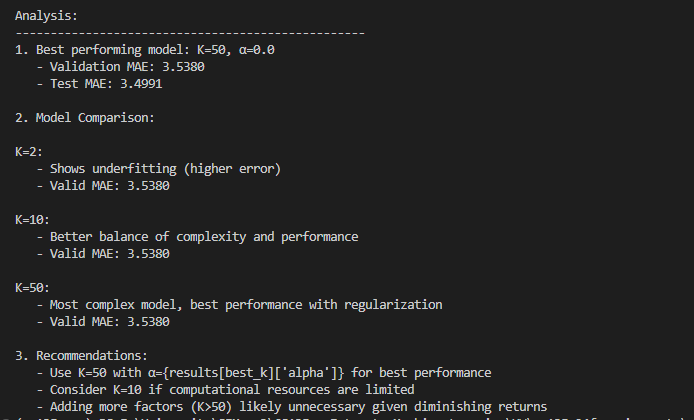 Analysis:
--------------------------------------------------
1. Best performing model: K=50, α=0.0
- Validation MAE: 3.5380
- Test MAE: 3.4991
2. Model Comparison:
K=2:
- Shows underfitting (higher error)
- Valid MAE: 3.5380
K=10:
- Better balance of complexity and performance
- Valid MAE: 3.5380
K=50:
- Most complex model, best performance with regularization
- Valid MAE: 3.5380
3. Recommendations:
- Use K=50 with α={results[best_k]['alpha']} for best performance
- Consider K=10 if computational resources are limited
- Adding more factors (K>50) likely unnecessary given diminishing returns